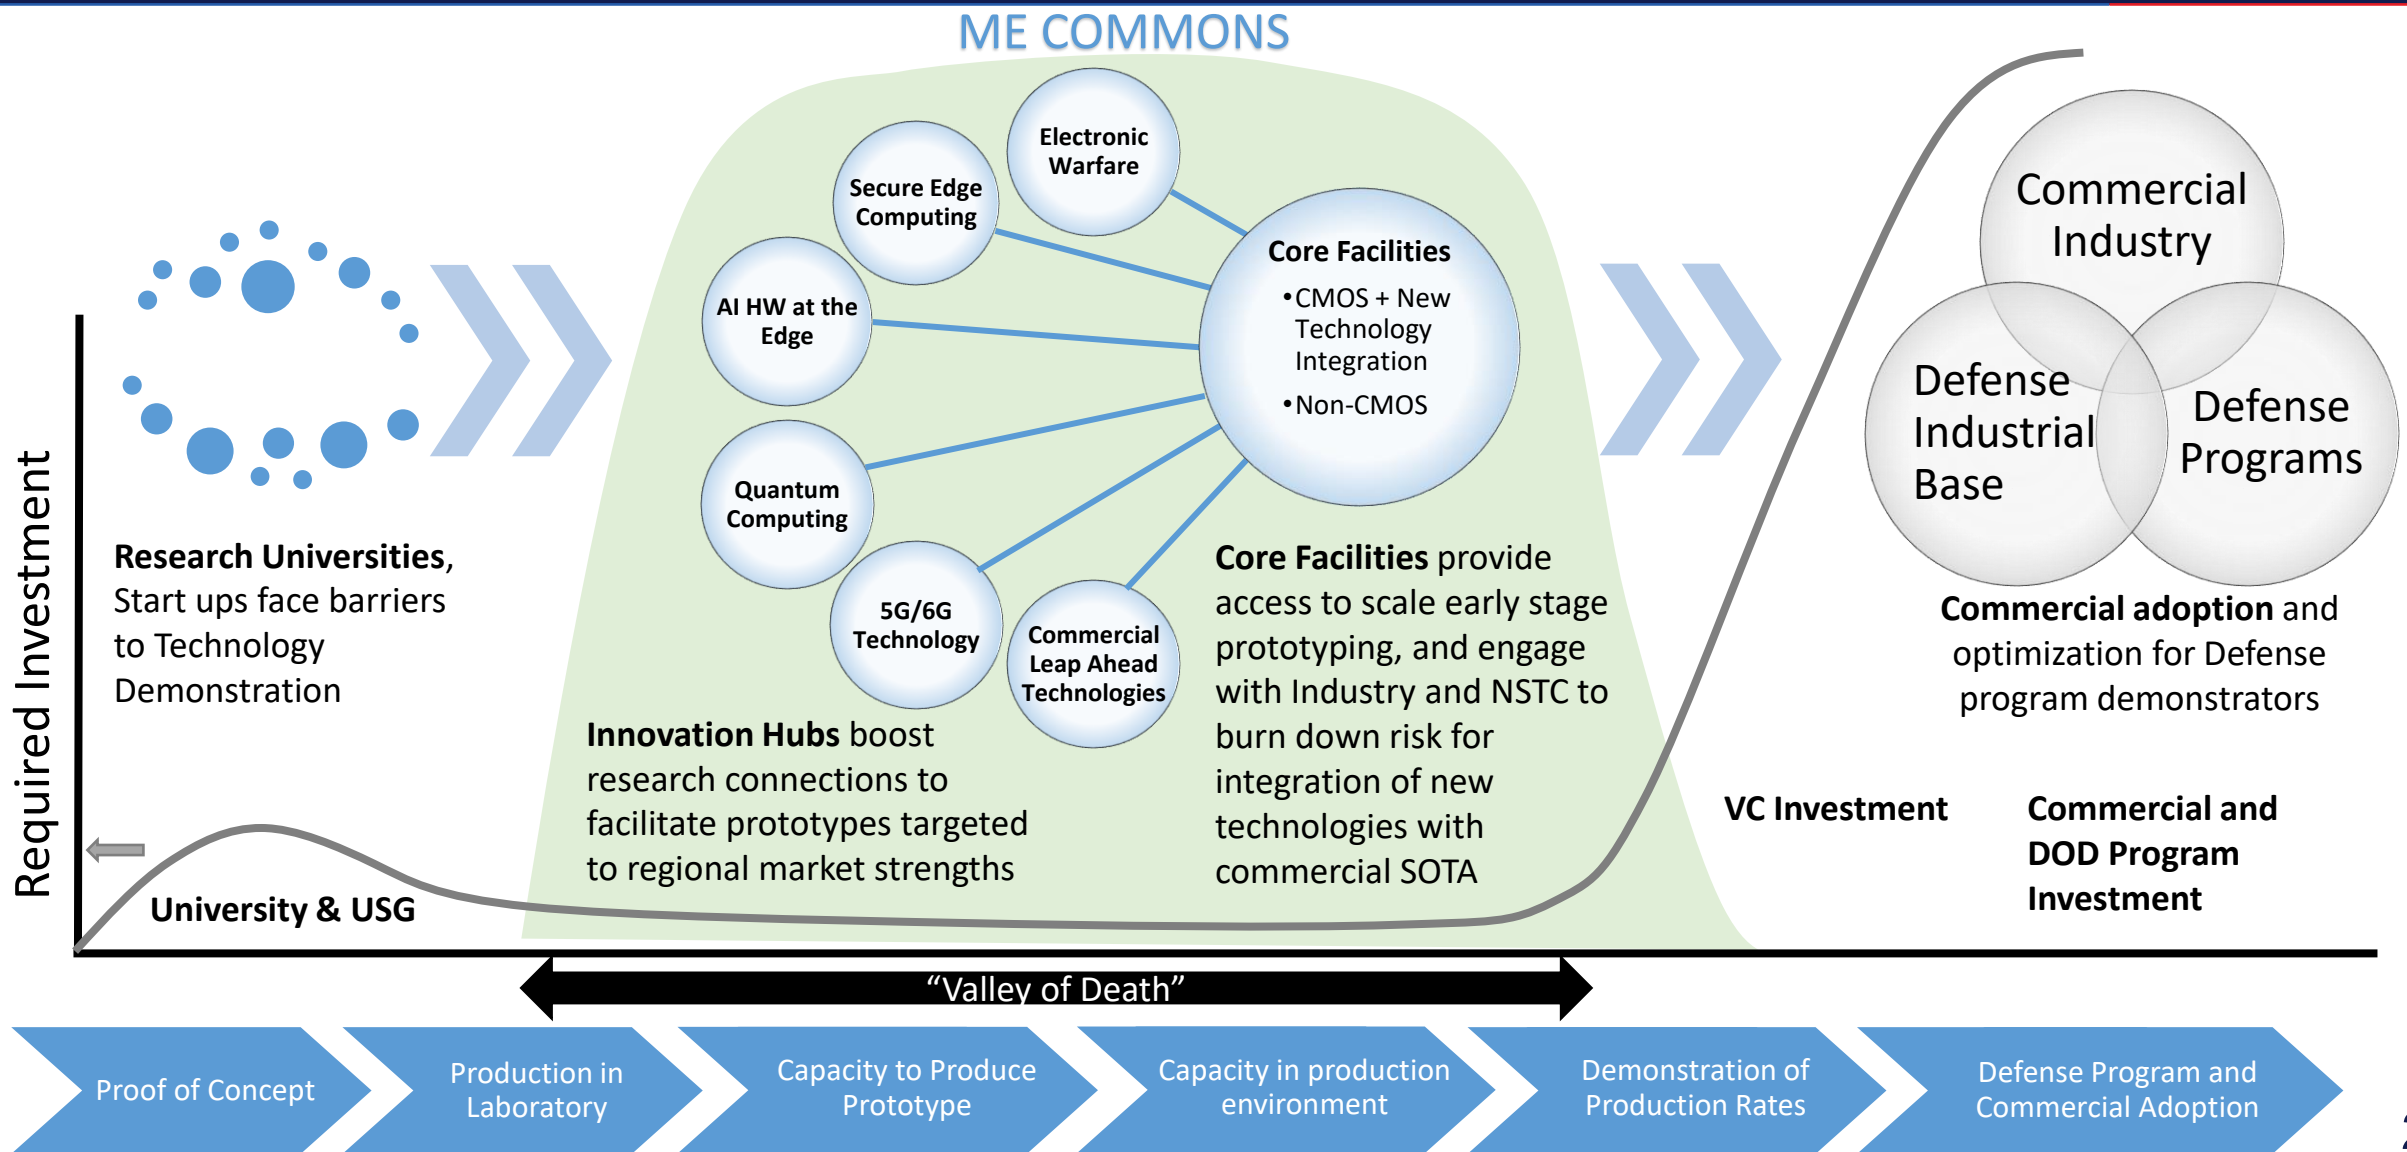 ME COMMONS
Required Investment
Research Universities,
Start ups face barriers
to Technology
Demonstration
University & USG
Electronic
Warfare
Secure Edge
Computing
AI HW at the
Edge
Quantum
Computing
5G/6G
Technology
Commercial
Leap Ahead
Technologies
Core Facilities
•CMOS + New
Technology
Integration
•Non-CMOS
Innovation Hubs boost
research connections to
facilitate prototypes targeted
to regional market strengths
Core Facilities provide
access to scale early stage
prototyping, and engage
with Industry and NSTC to
burn down risk for
integration of new
technologies with
commercial SOTA
Commercial
Industry
Defense
Industrial
Base
Defense
Programs
Commercial adoption and
optimization for Defense
program demonstrators
VC Investment
Commercial and
DOD Program
Investment
“Valley of Death”
Proof of Concept
Production in
Laboratory
Capacity to Produce
Prototype
Capacity in production
environment
Demonstration of
Production Rates
Defense Program and
Commercial Adoption